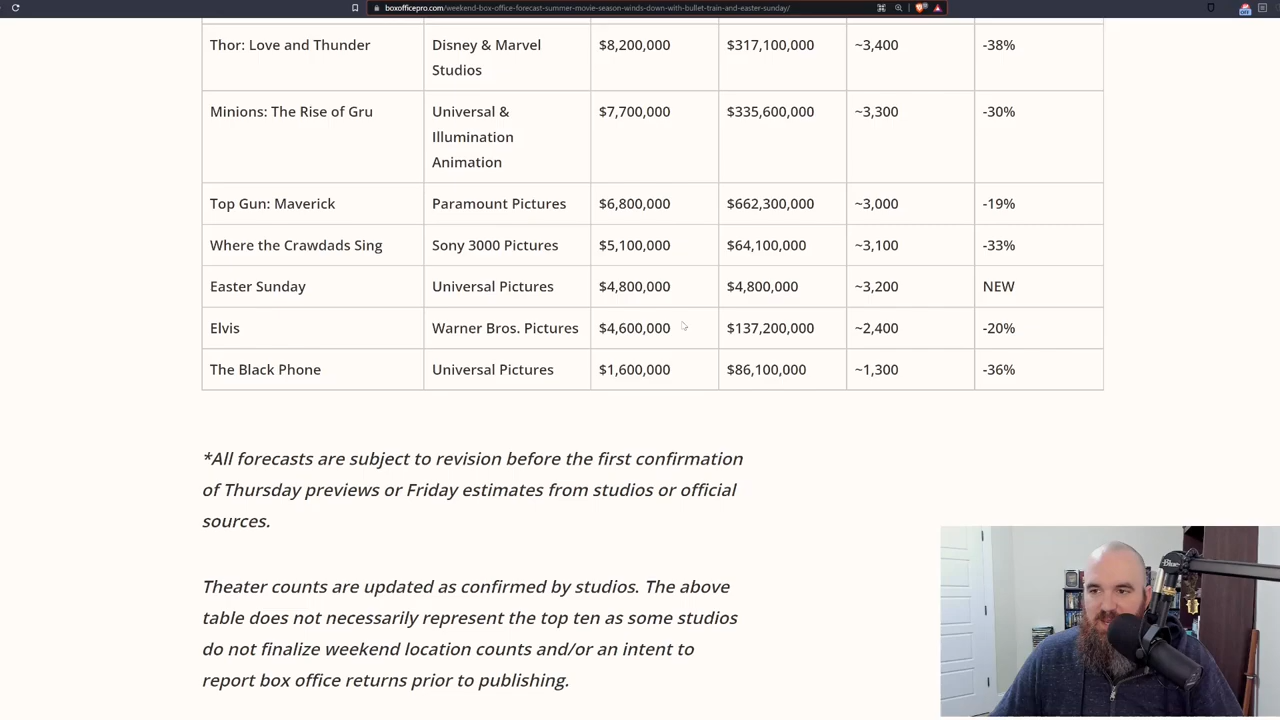 boxofficepro.com/weekend-box-office-forecast-summer-movie-season-winds-down-with-bullet-train-and-easter-sunday/
Thor: Love and Thunder
Disney & Marvel
Studios
$8,200,000
$317,100,000
~3,400
-38%
Minions: The Rise of Gru
Universal &
Illumination
Animation
$7,700,000
$335,600,000
~3,300
-30%
Top Gun: Maverick
Paramount Pictures
$6,800,000
$662,300,000
~3,000
-19%
Where the Crawdads Sing
Sony 3000 Pictures
$5,100,000
$64,100,000
~3,100
-33%
Easter Sunday
Universal Pictures
$4,800,000
$4,800,000
~3,200
NEW
Elvis
Warner Bros. Pictures
$4,600,000
$137,200,000
~2,400
-20%
The Black Phone
Universal Pictures
$1,600,000
$86,100,000
~1,300
-36%
*All forecasts are subject to revision before the first confirmation
of Thursday previews or Friday estimates from studios or official
sources.
Theater counts are updated as confirmed by studios. The above
table does not necessarily represent the top ten as some studios
do not finalize weekend location counts and/or an intent to
report box office returns prior to publishing.
Blue